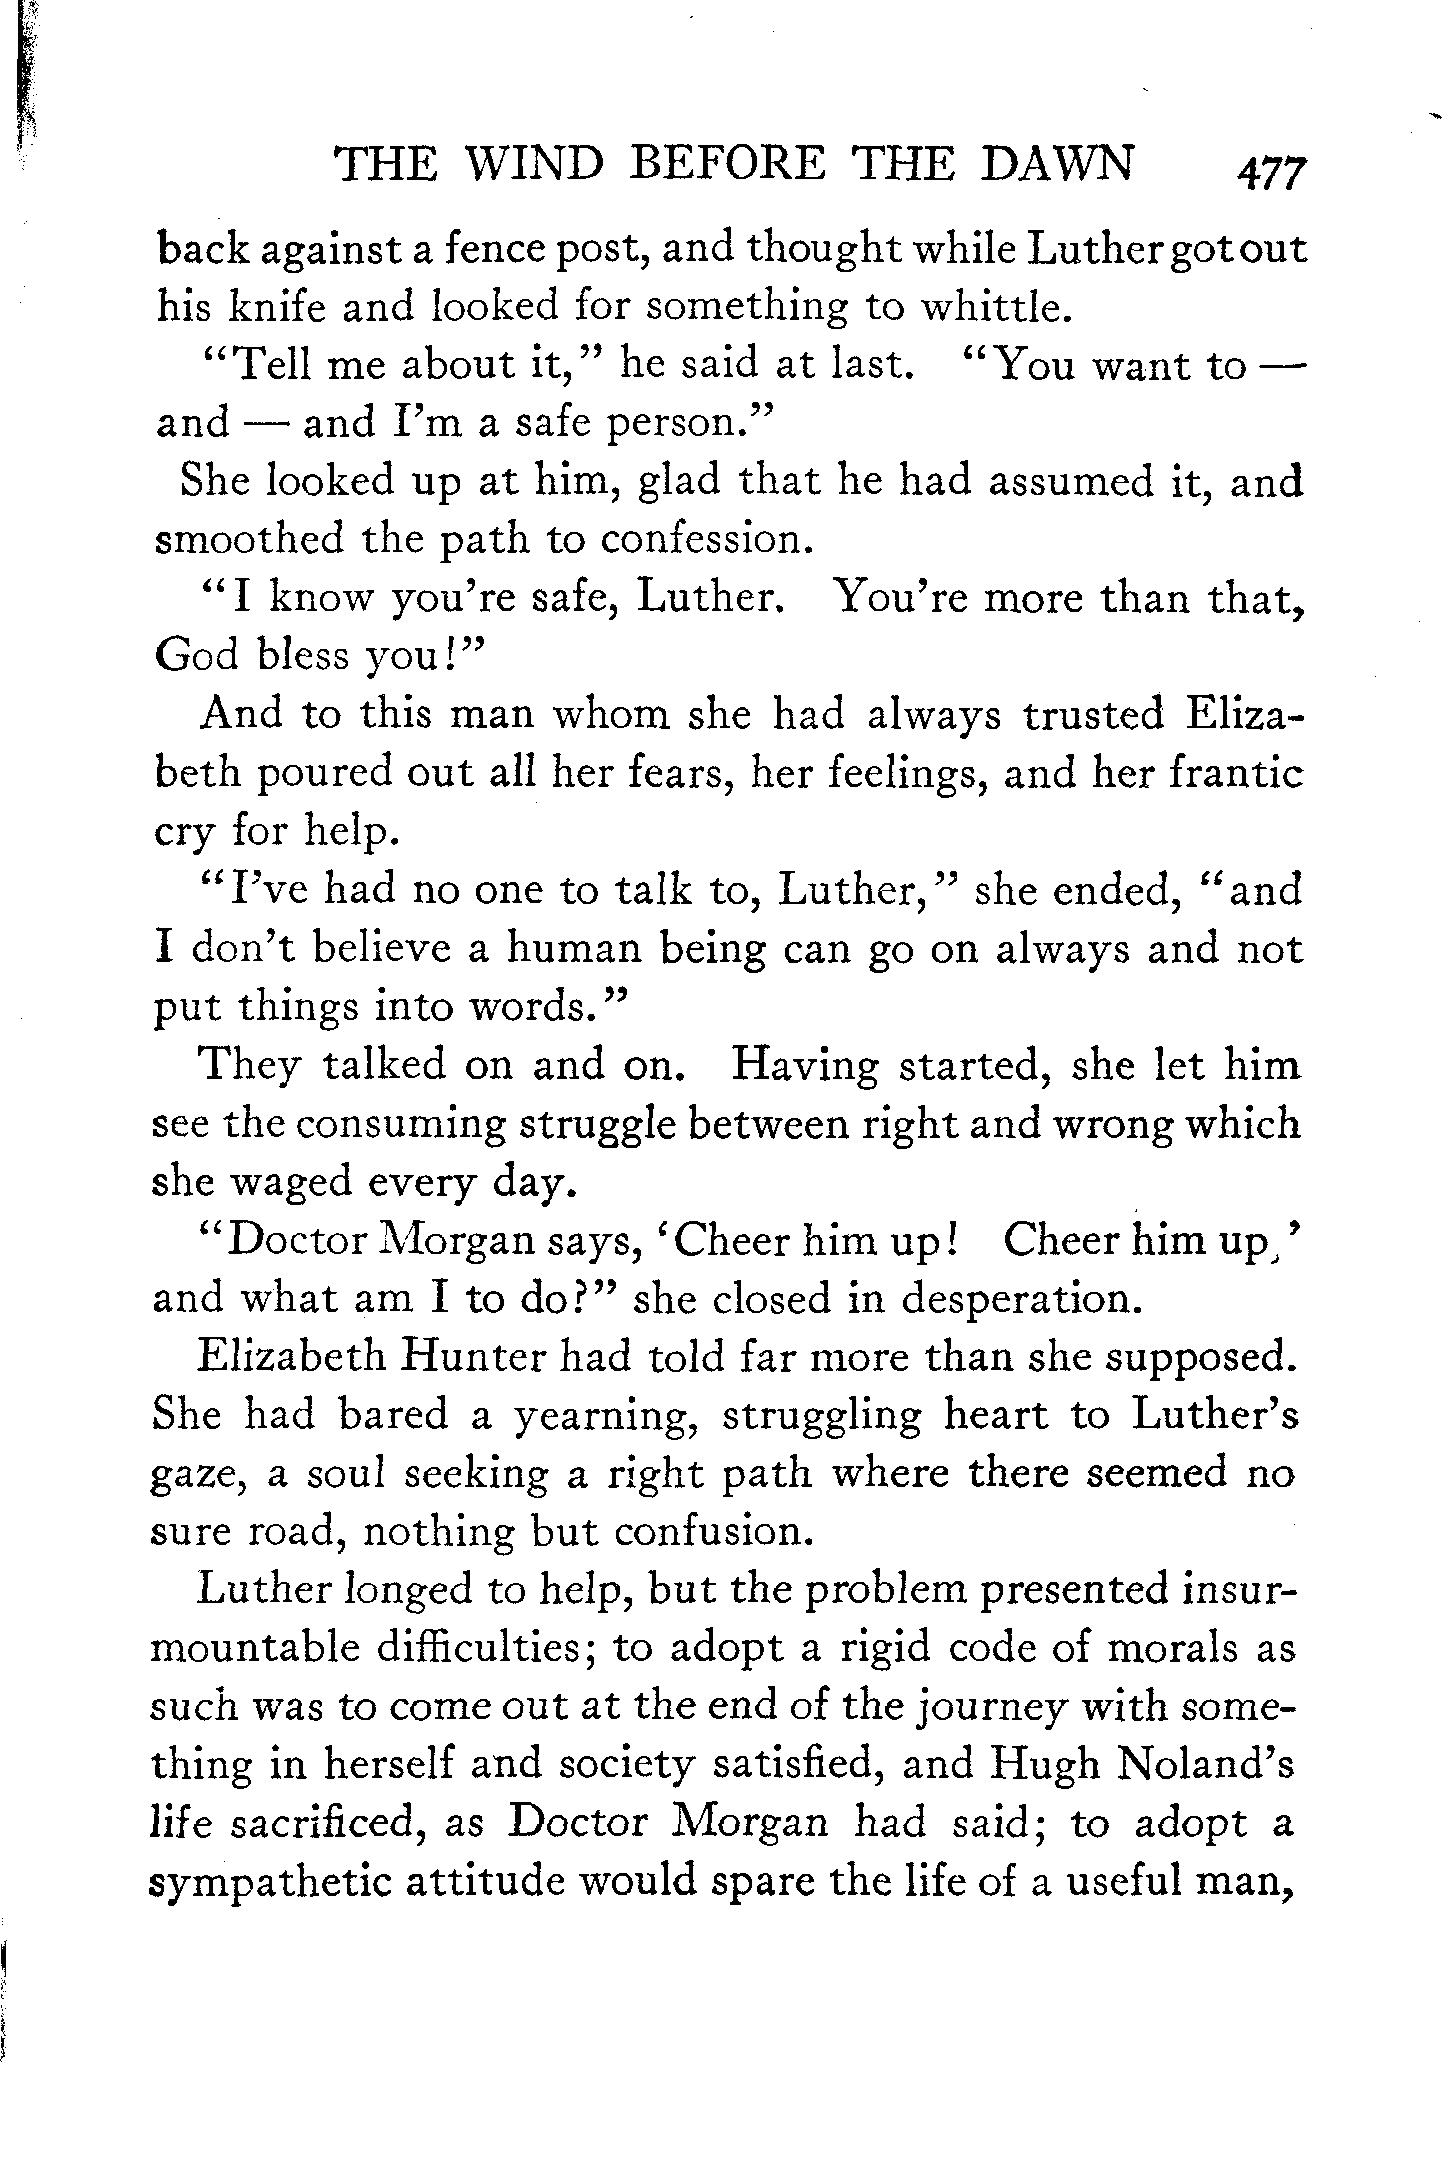 THE WIND BEFORE THE DAWN 477
back against a fence post, and thought while Luther got out
his knife and looked for something to whittle.
"Tell me about it," he said at last. "You want to —
and — and I'm a safe person."
She looked up at him, glad that he had assumed it, and
smoothed the path to confession.
"I know you're safe, Luther. You're more than that,
God bless you!"
And to this man whom she had always trusted Eliza-
beth poured out all her fears, her feelings, and her frantic
cry for help.
"I've had no one to talk to, Luther," she ended, "and
I don't believe a human being can go on always and not
put things into words."
They talked on and on. Having started, she let him
see the consuming struggle between right and wrong which
she waged every day.
"Doctor Morgan says, 'Cheer him up! Cheer him up,'
and what am I to do?" she closed in desperation.
Elizabeth Hunter had told far more than she supposed.
She had bared a yearning, struggling heart to Luther's
gaze, a soul seeking a right path where there seemed no
sure road, nothing but confusion.
Luther longed to help, but the problem presented insur-
mountable difficulties; to adopt a rigid code of morals as
such was to come out at the end of the journey with some-
thing in herself and society satisfied, and Hugh Noland's
life sacrificed, as Doctor Morgan had said; to adopt a
sympathetic attitude would spare the life of a useful man,